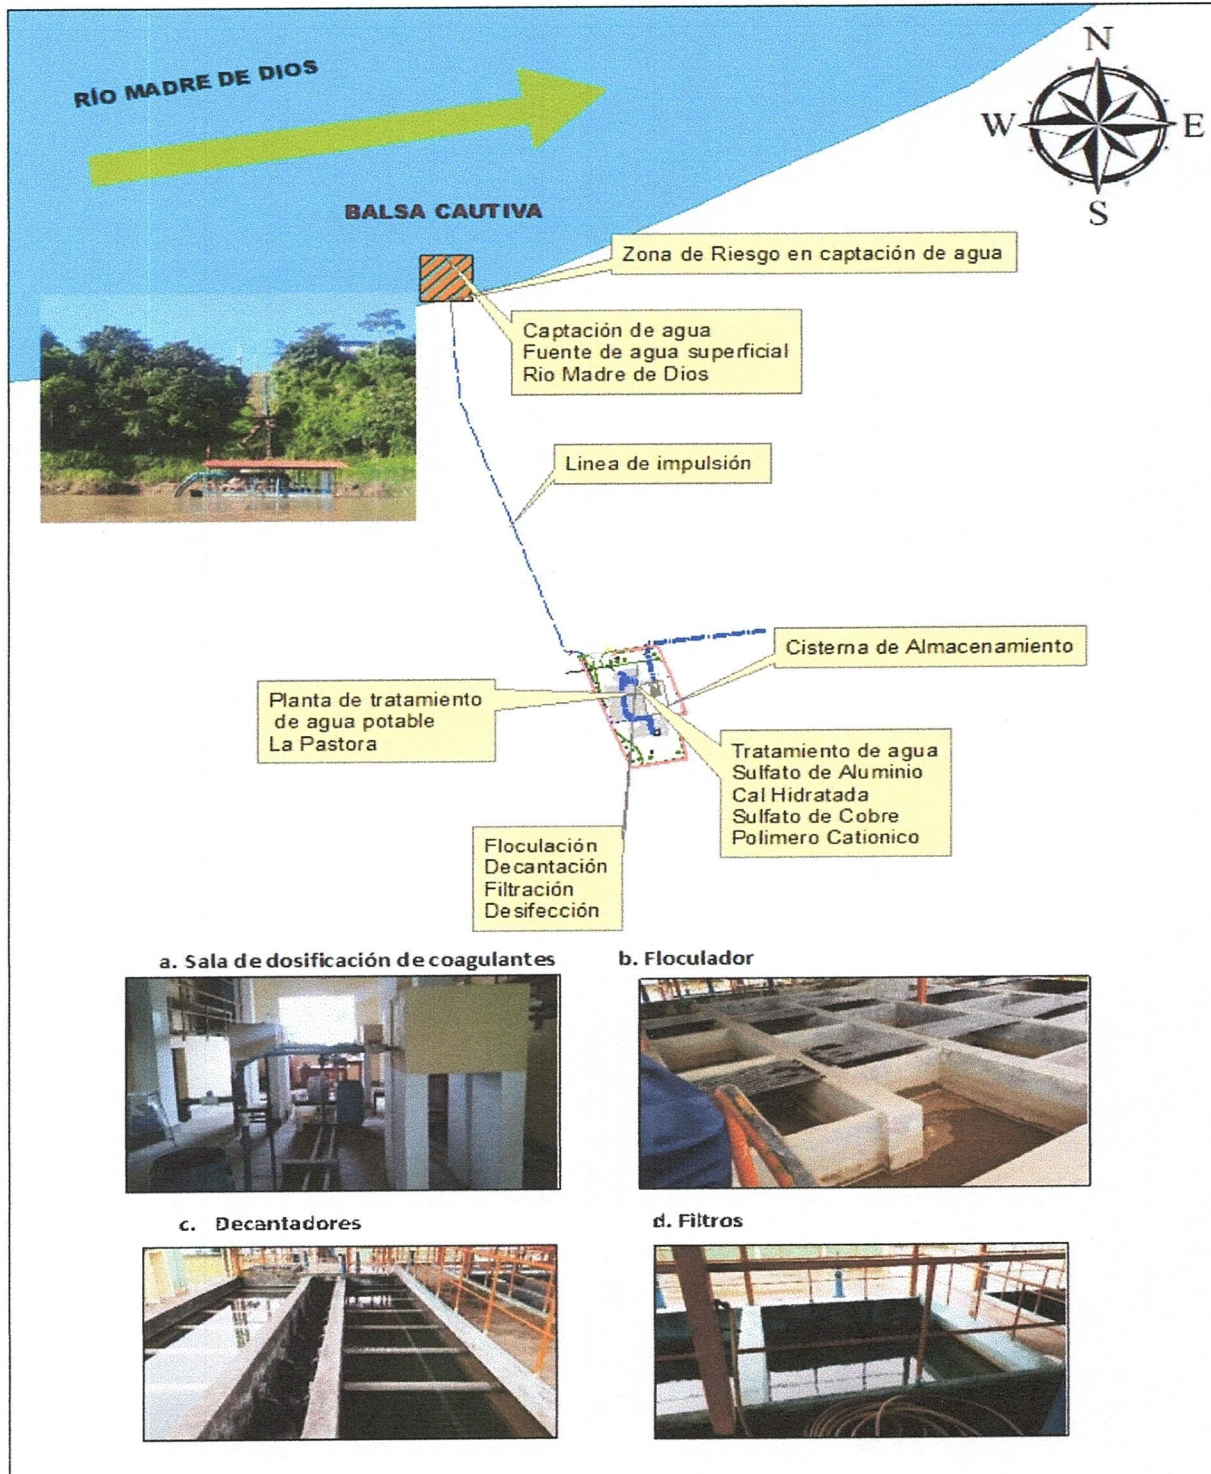 RÍO MADRE DE DIOS
N
W
E
S
BALSA CAUTIVA
Zona de Riesgo en captación de agua
Captación de agua
Fuente de agua superficial
Rio Madre de Dios
Linea de impulsión
Cisterna de Almacenamiento
Planta de tratamiento
de agua potable
La Pastora
Tratamiento de agua
Sulfato de Aluminio
Cal Hidratada
Sulfato de Cobre
Polimero Cationico
Floculación
Decantación
Filtración
Desifección
a. Sala de dosificación de coagulantes
b. Floculador
c. Decantadores
d. Filtros